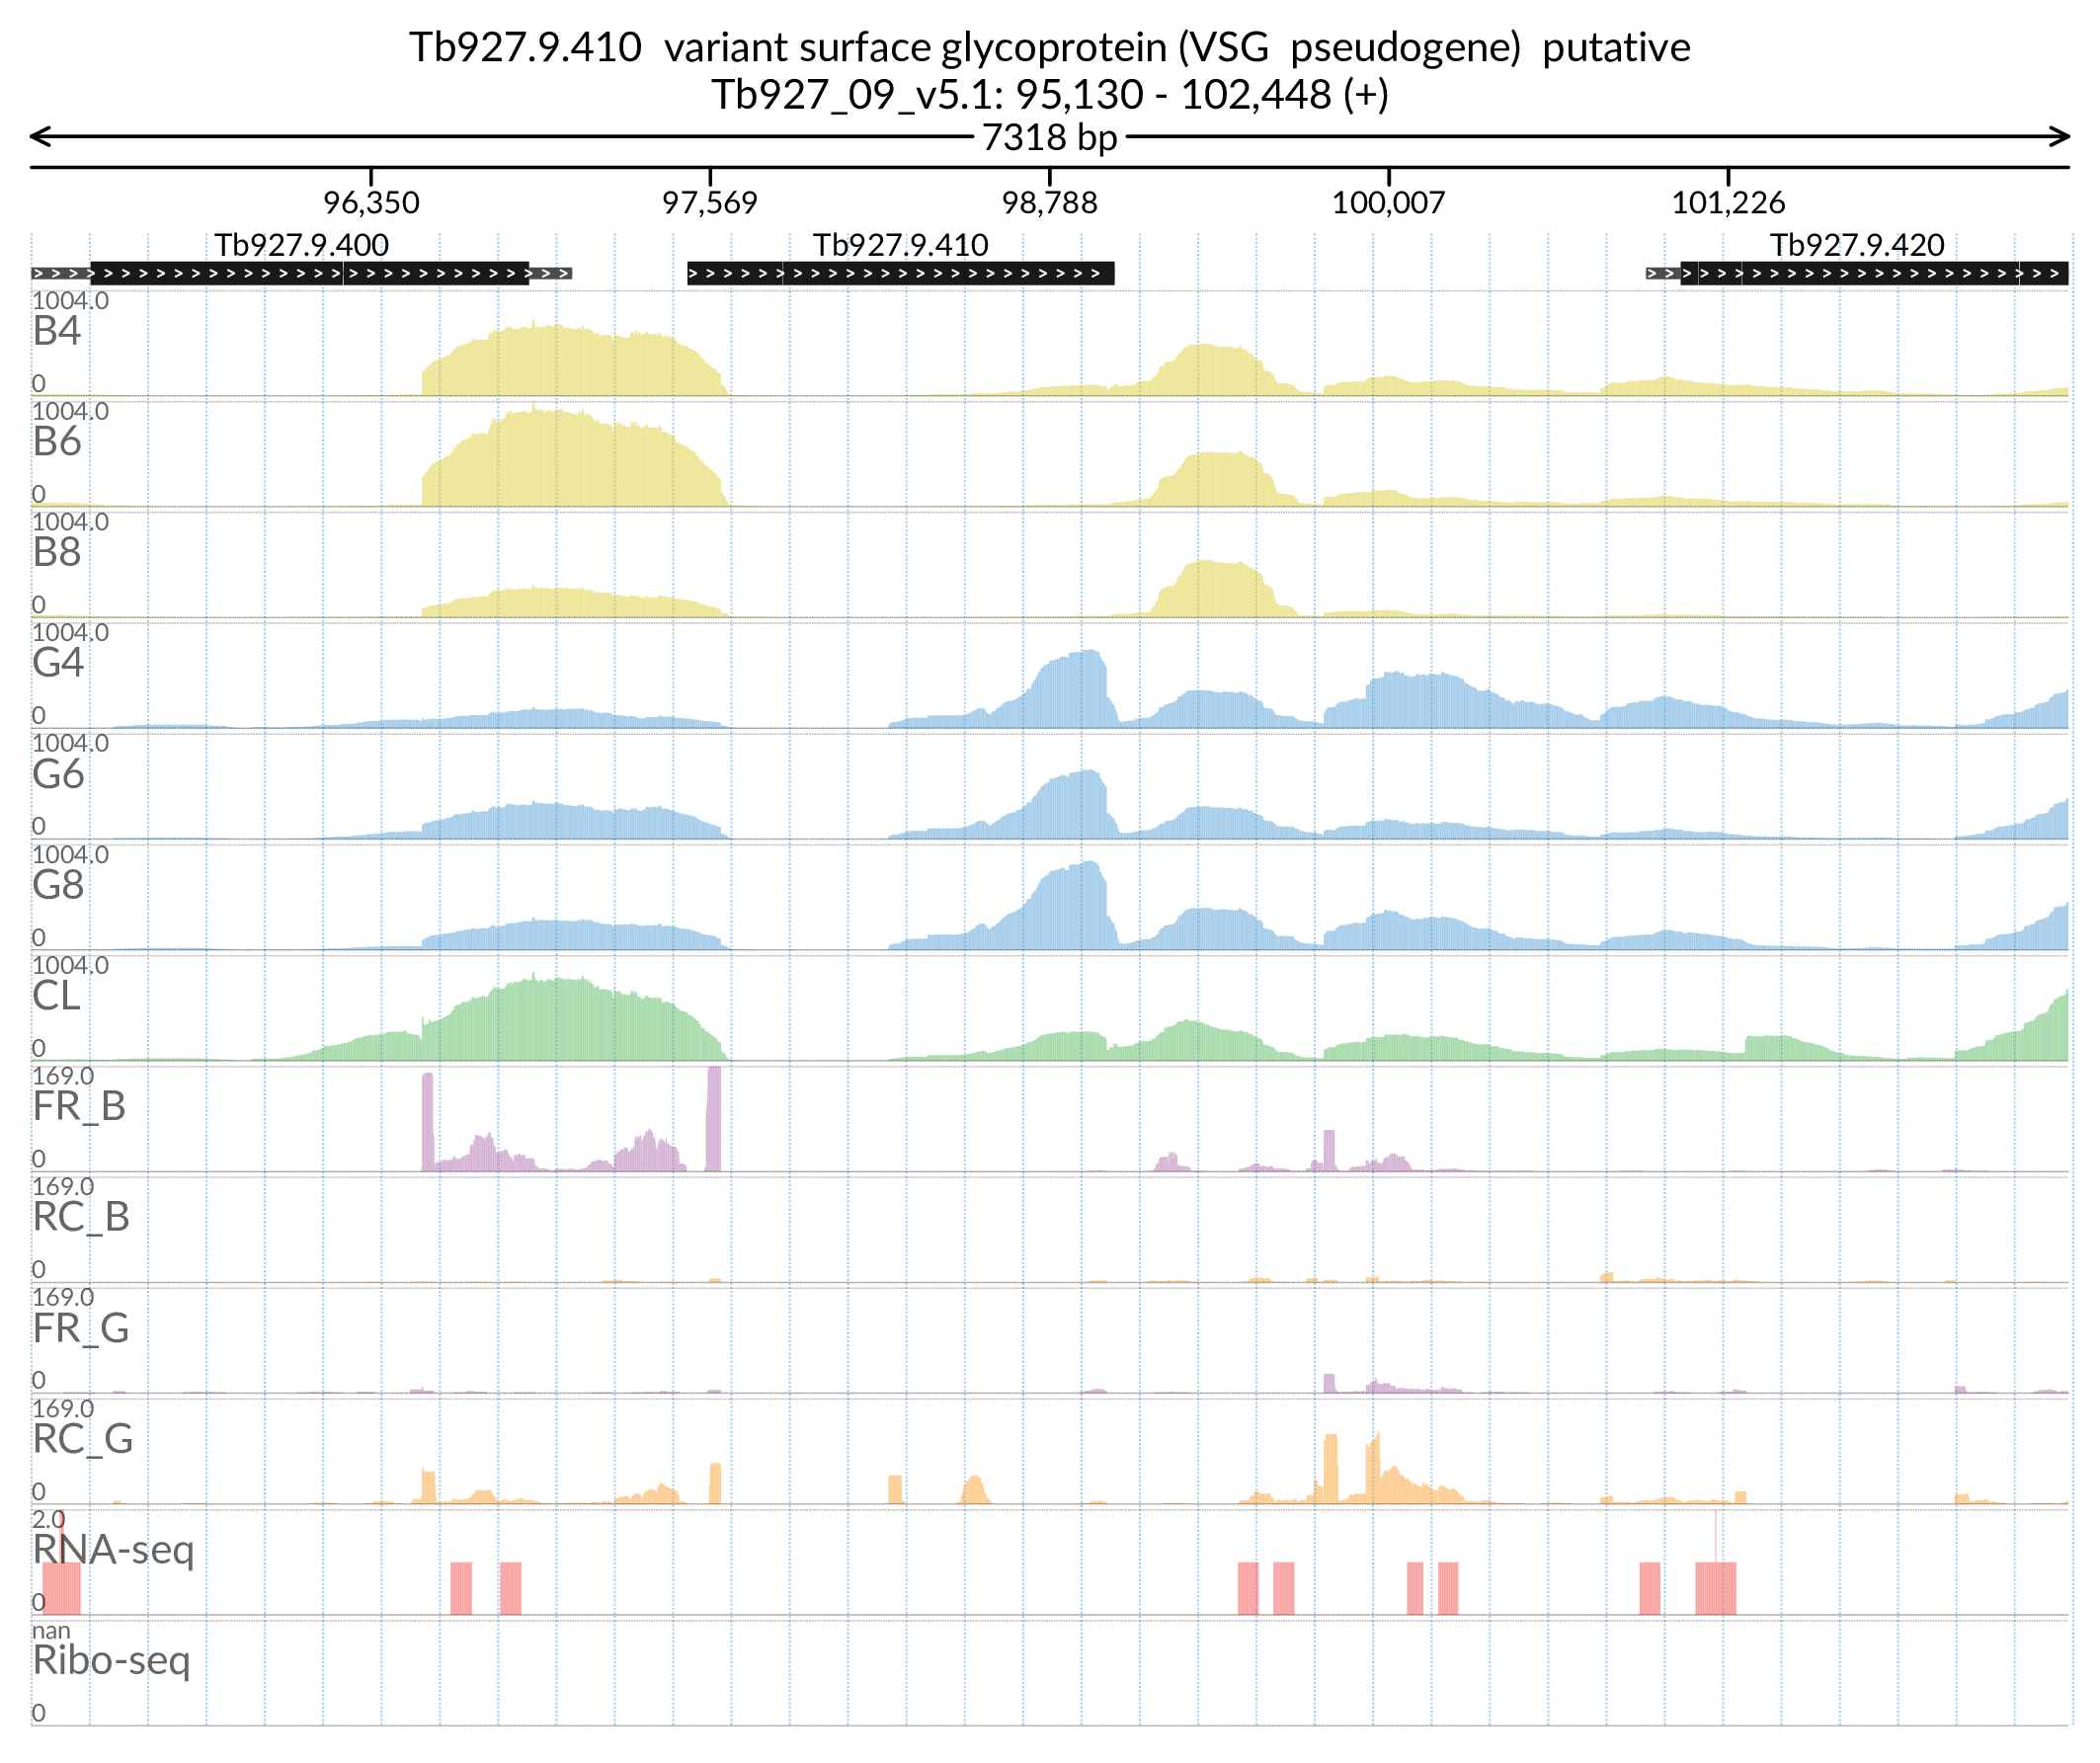 Tb927.9.410  variant surface glycoprotein (VSG  pseudogene)  putative
Tb927_09_v5.1: 95,130 - 102,448 (+)
7318 bp
96,350 97,569 98,788 100,007 101,226
Tb927.9.400 Tb927.9.410 Tb927.9.420
1004.0
B4
0
1004.0
B6
0
1004.0
B8
0
1004.0
G4
0
1004.0
G6
0
1004.0
G8
0
1004.0
CL
0
169.0
FR_B
0
169.0
RC_B
0
169.0
FR_G
0
169.0
RC_G
0
2.0
RNA-seq
0
nan
Ribo-seq
0